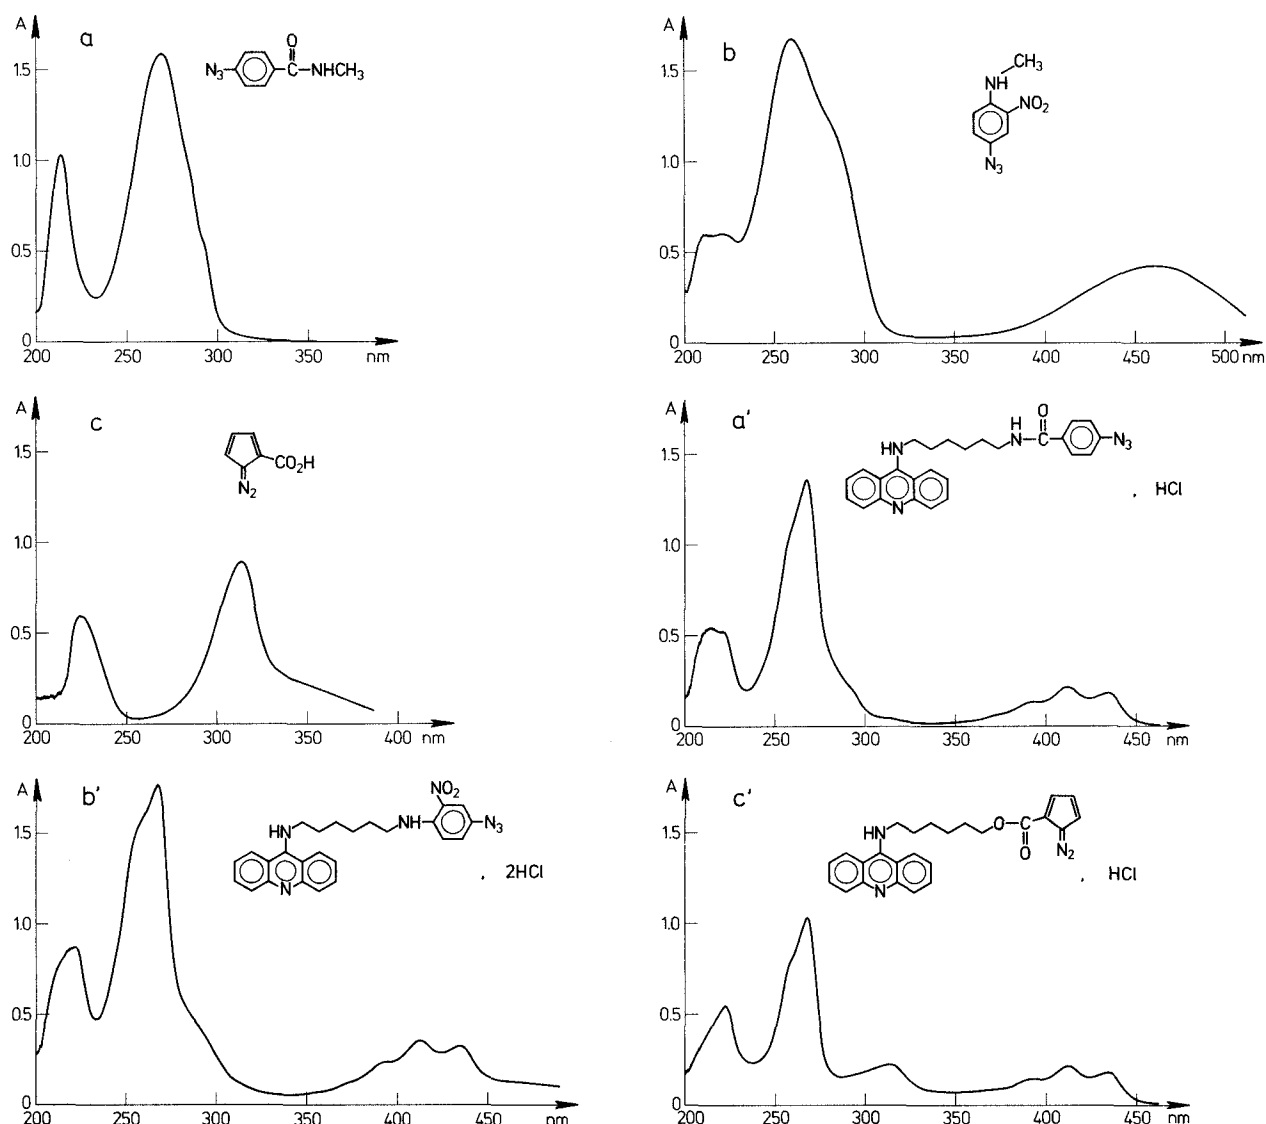 A
a
1.5
1.0
0.5
0
200 250 300 350 nm
O
N3 C NHCH3
A
b
1.5
1.0
0.5
0
200 250 300 350 400 450 500 nm
CH3
NH
NO2
N3
A
c
1.5
1.0
0.5
0
200 250 300 350 400 nm
CO2H
N2
A
a'
1.5
1.0
0.5
0
200 250 300 350 400 450 nm
O
H
N C N3
HN
N
. HCl
A
b'
1.5
1.0
0.5
0
200 250 300 350 400 450 nm
NO2
HN NH N3
N
. 2HCl
A
c'
1.5
1.0
0.5
0
200 250 300 350 400 450 nm
HN O C
O N2
N
. HCl